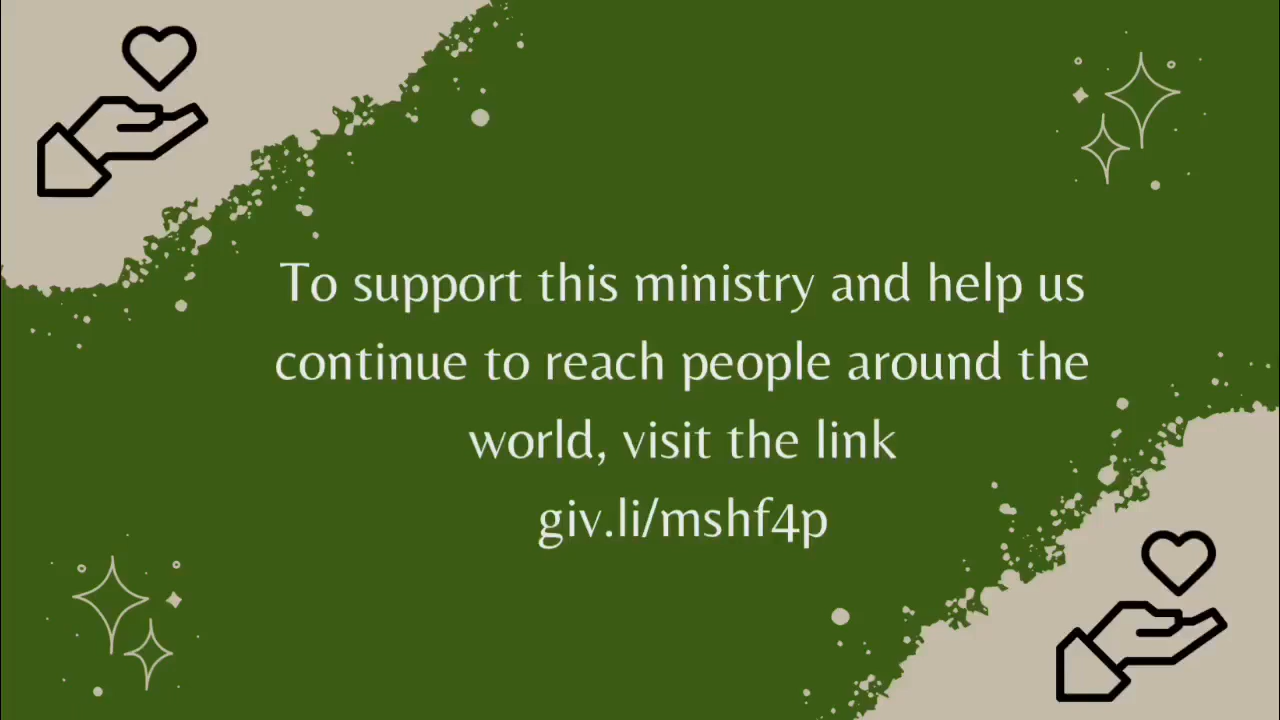 To support this ministry and help us
continue to reach people around the
world, visit the link
giv.li/mshf4p